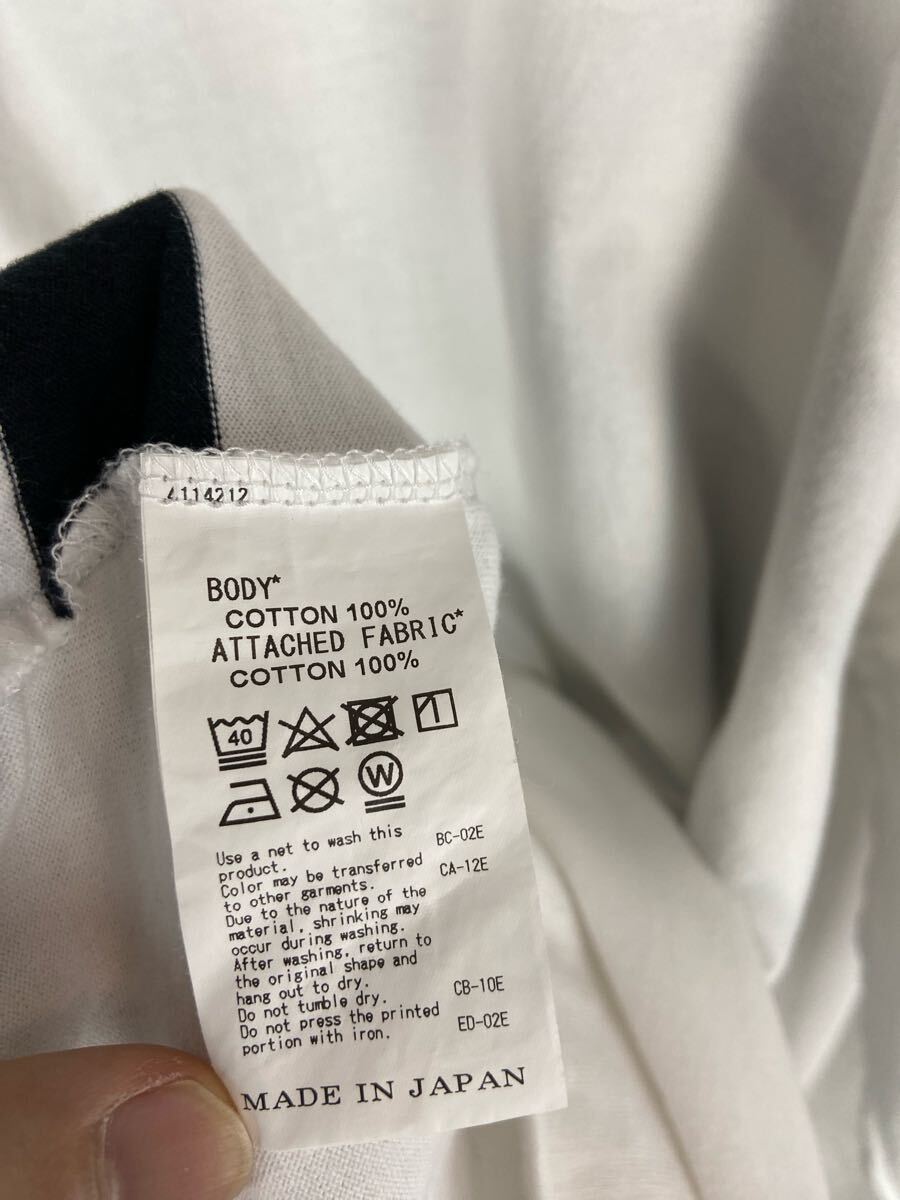 4114212
BODY*
COTTON 100%
ATTACHED FABRIC*
COTTON 100%
40
W
Use a net to wash this product. BC-02E
Color may be transferred to other garments. CA-12E
Due to the nature of the
material, shrinking may
occur during washing.
After washing, return to
the original shape and
hang out to dry.
Do not tumble dry. CB-10E
Do not press the printed
portion with iron. ED-02E
MADE IN JAPAN